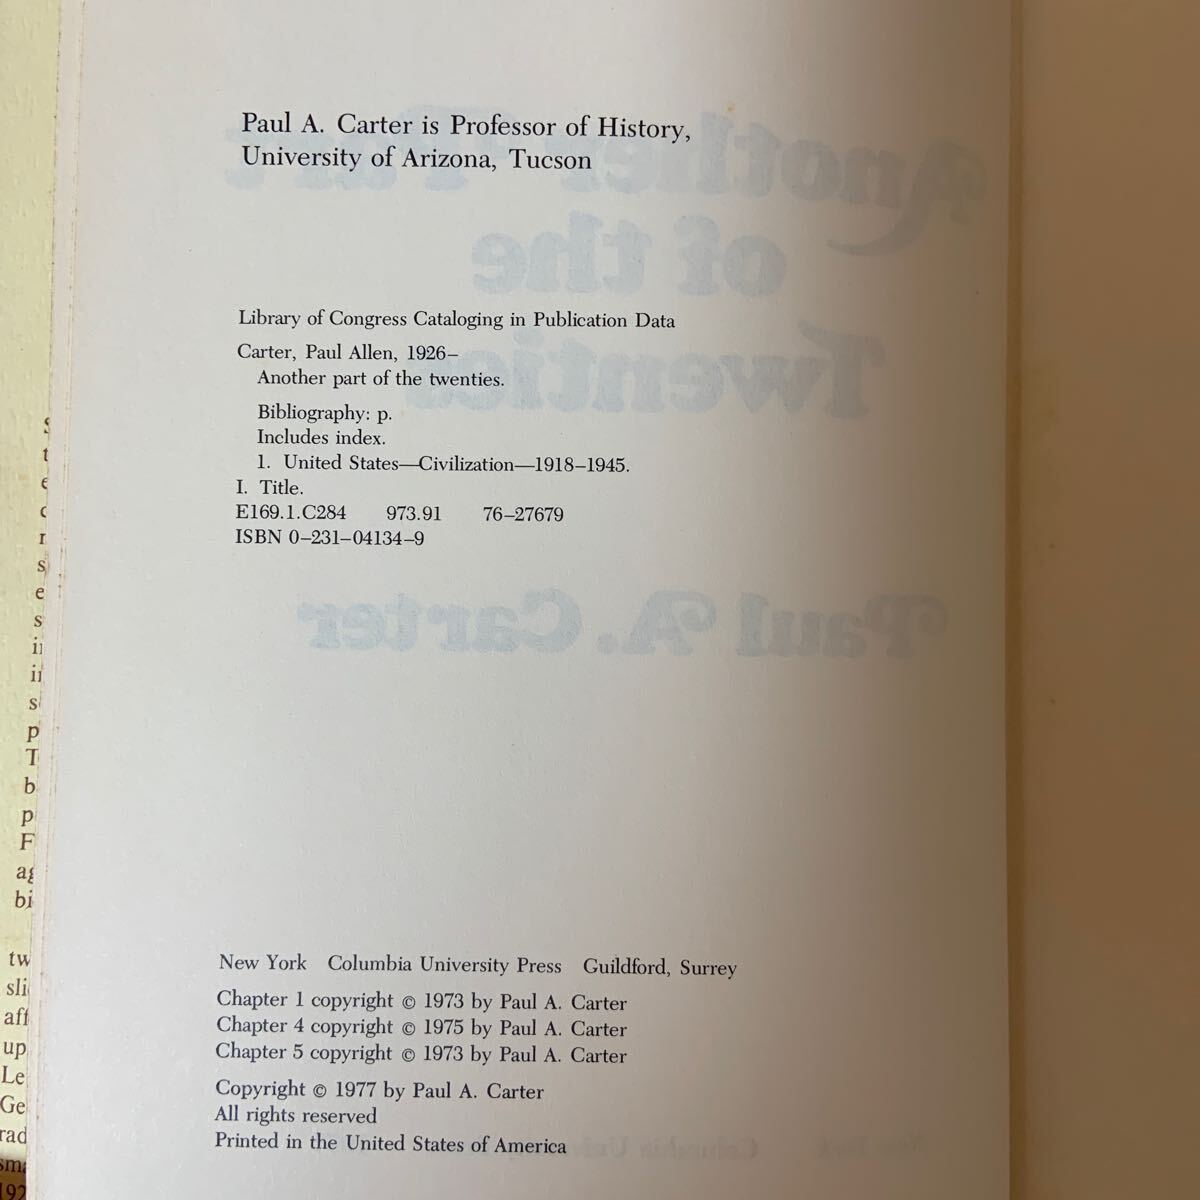 Paul A. Carter is Professor of History,
University of Arizona, Tucson
Library of Congress Cataloging in Publication Data
Carter, Paul Allen, 1926–
Another part of the twenties.
Bibliography: p.
Includes index.
1. United States—Civilization—1918–1945.
I. Title.
E169.1.C284 973.91 76–27679
ISBN 0–231–04134–9
New York Columbia University Press Guildford, Surrey
Chapter 1 copyright © 1973 by Paul A. Carter
Chapter 4 copyright © 1975 by Paul A. Carter
Chapter 5 copyright © 1973 by Paul A. Carter
Copyright © 1977 by Paul A. Carter
All rights reserved
Printed in the United States of America